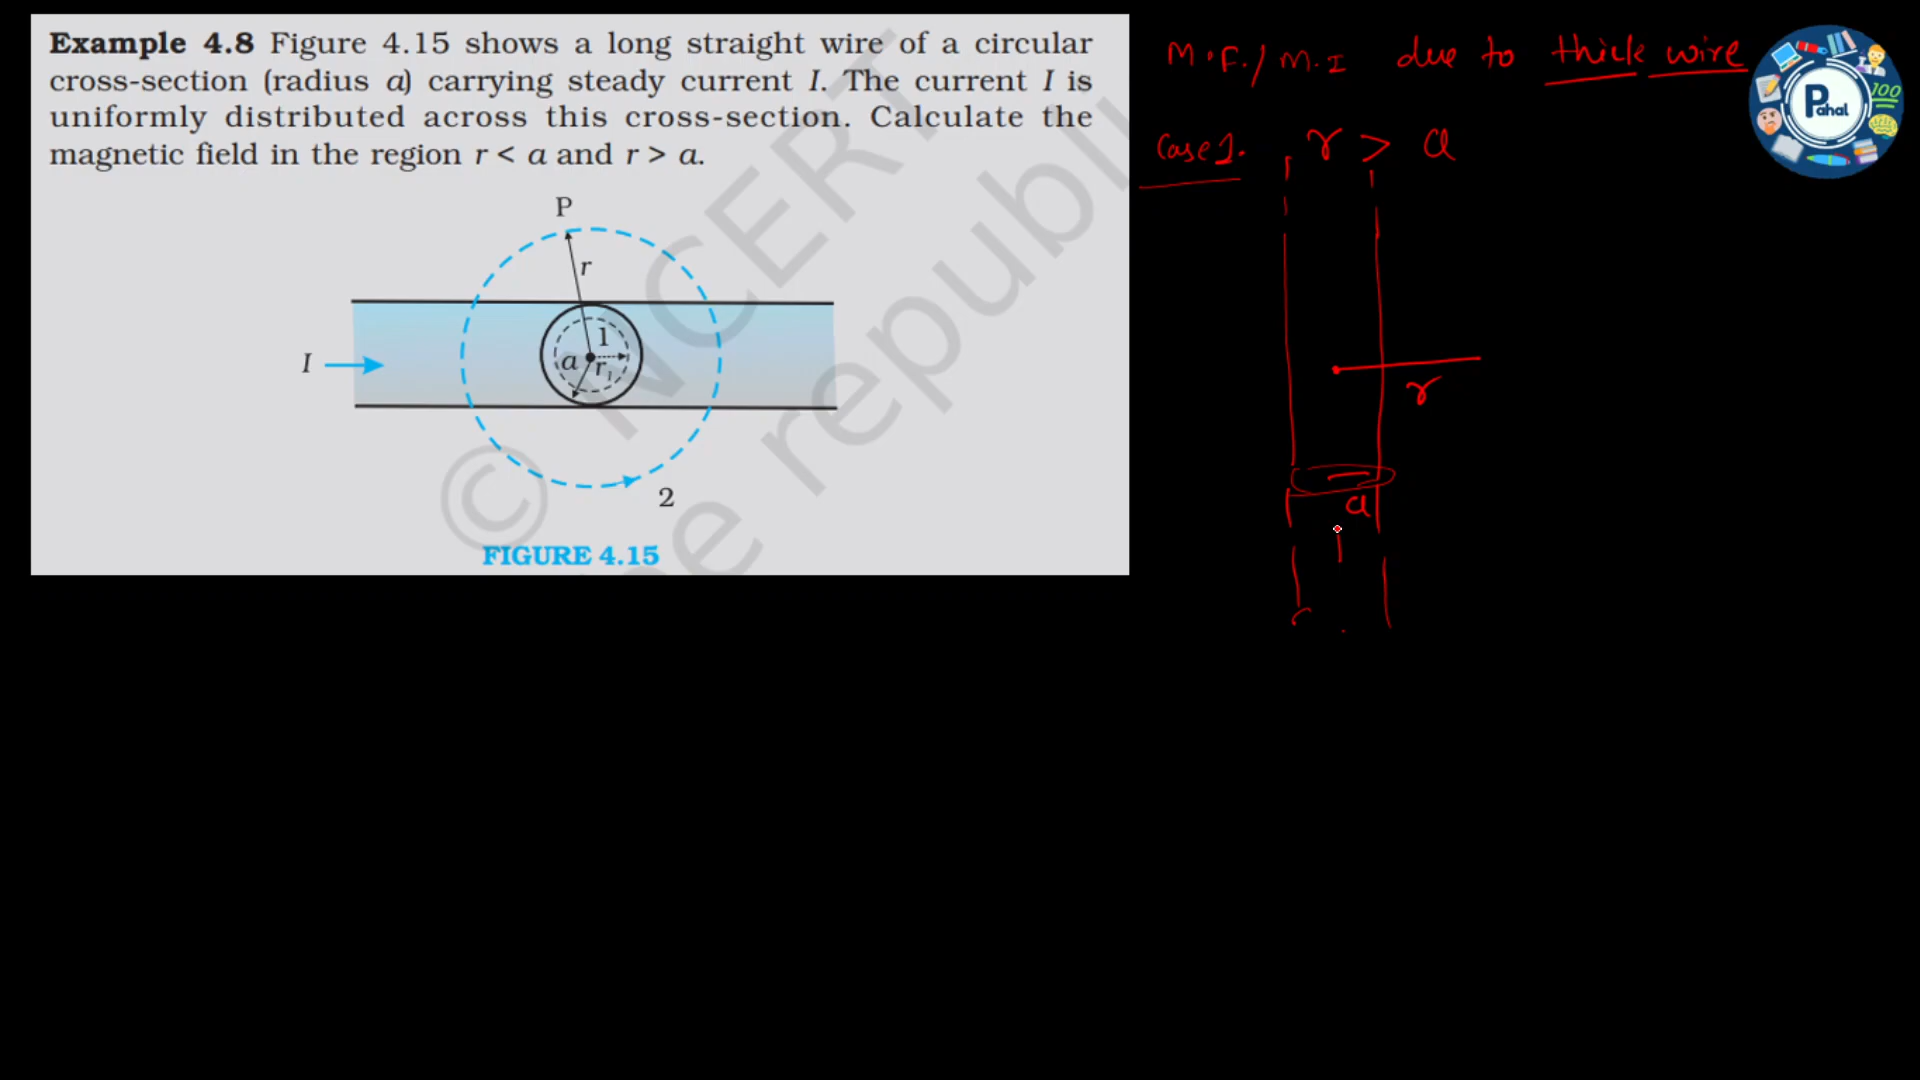 Example 4.8 Figure 4.15 shows a long straight wire of a circular
cross-section (radius a) carrying steady current I. The current I is
uniformly distributed across this cross-section. Calculate the
magnetic field in the region r < a and r > a.
P
r
1
a
r₁
I
2
FIGURE 4.15
© NCERT
republi
M.F./M.I due to thick wire
Case 1. r > a
r
a
Pahal
100